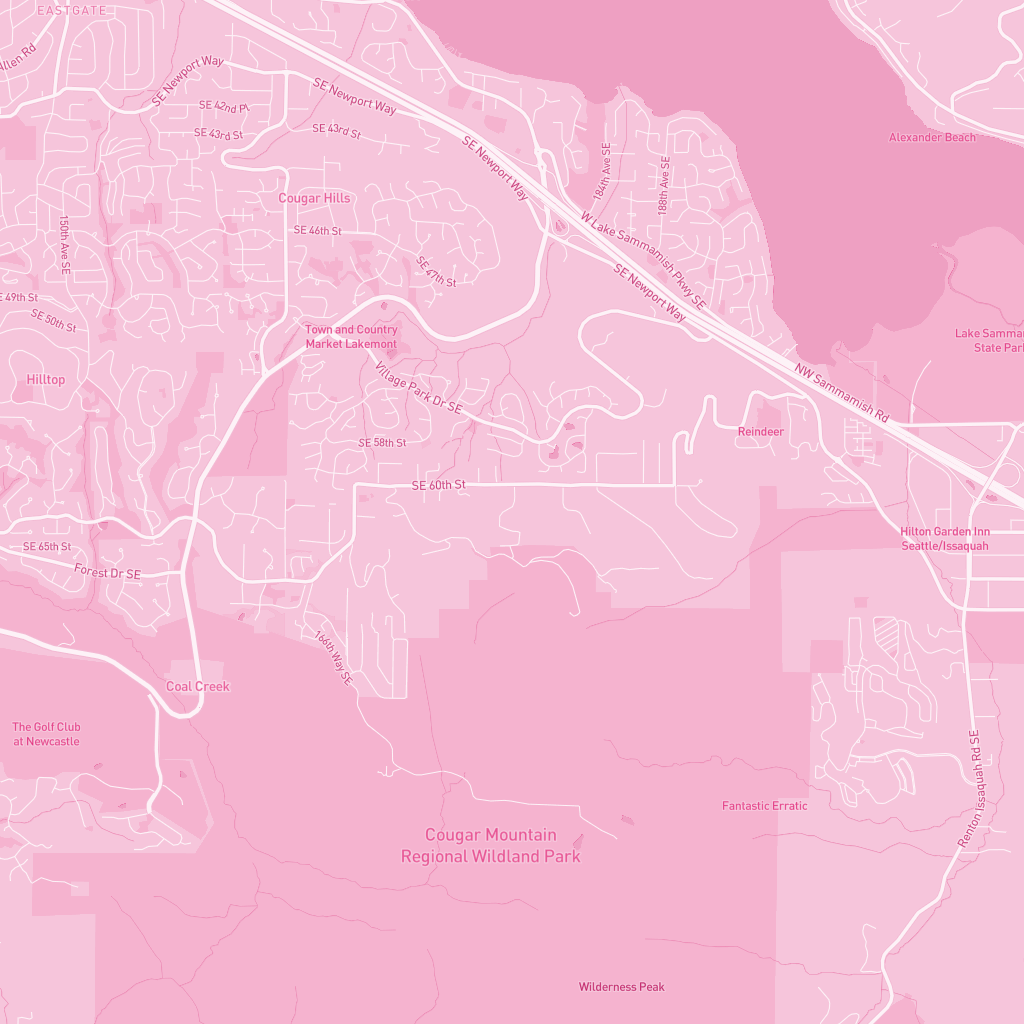 EASTGATE
Allen Rd
SE Newport Way
SE Newport Way
SE 42nd Pl
SE 43rd St
SE 43rd St
SE Newport Way
Alexander Beach
184th Ave SE
188th Ave SE
Cougar Hills
150th Ave SE
SE 46th St
W Lake Sammamish Pkwy SE
SE 47th St
SE Newport Way
SE 49th St
SE 50th St
Town and Country
Market Lakemont
Lake Sammam
State Park
Hilltop
Village Park Dr SE
NW Sammamish Rd
Reindeer
SE 58th St
SE 60th St
Hilton Garden Inn
Seattle/Issaquah
SE 65th St
Forest Dr SE
166th Way SE
Coal Creek
The Golf Club
at Newcastle
Renton Issaquah Rd SE
Fantastic Erratic
Cougar Mountain
Regional Wildland Park
Wilderness Peak